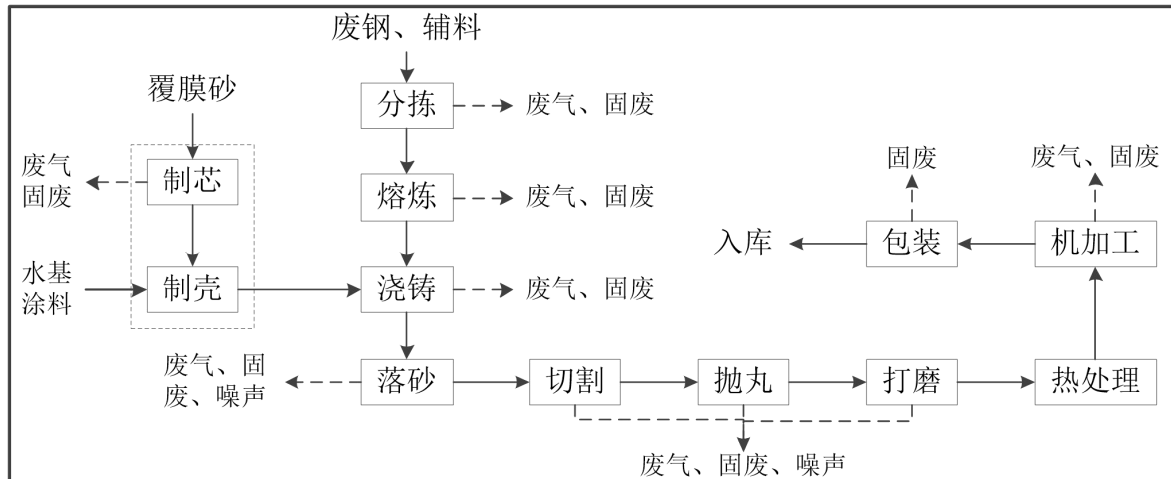 废钢、辅料
覆膜砂
分拣
废气、固废
废气
固废
制芯
熔炼
废气、固废
固废
废气、固废
入库
包装
机加工
水基
涂料
制壳
浇铸
废气、固废
废气、固
废、噪声
落砂
切割
抛丸
打磨
热处理
废气、固废、噪声